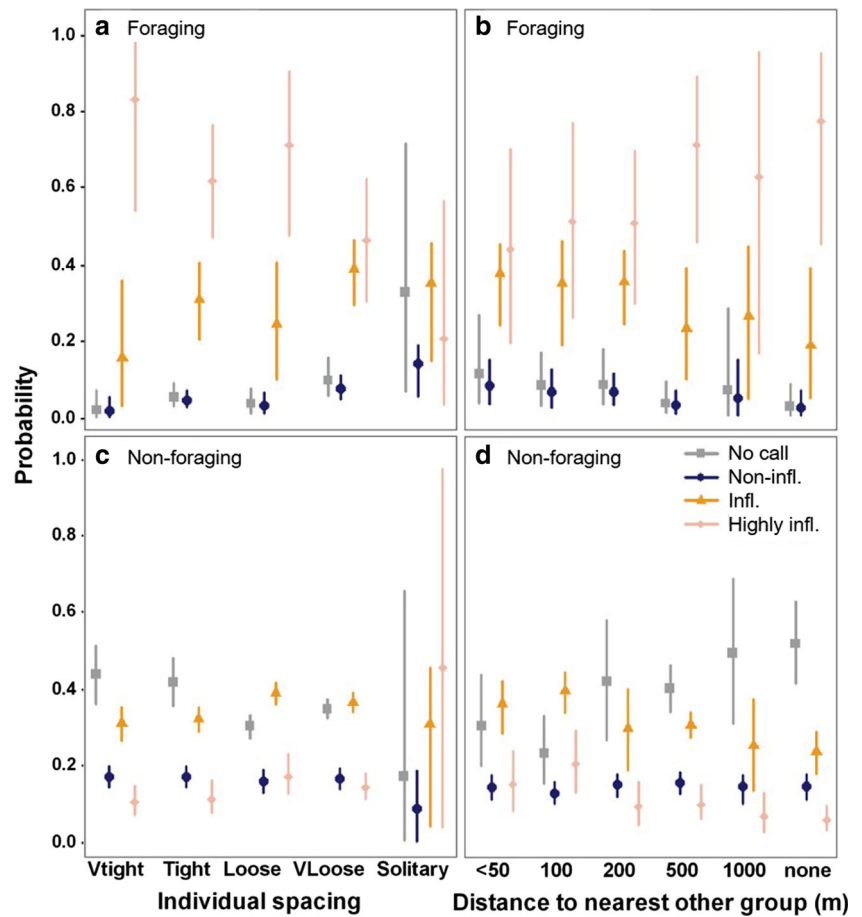 a Foraging
b Foraging
1.0
0.8
0.6
0.4
0.2
0.0
Probability
c Non-foraging
d Non-foraging
No call
Non-infl.
Infl.
Highly infl.
1.0
0.8
0.6
0.4
0.2
0.0
Vtight Tight Loose VLoose Solitary
<50 100 200 500 1000 none
Individual spacing
Distance to nearest other group (m)